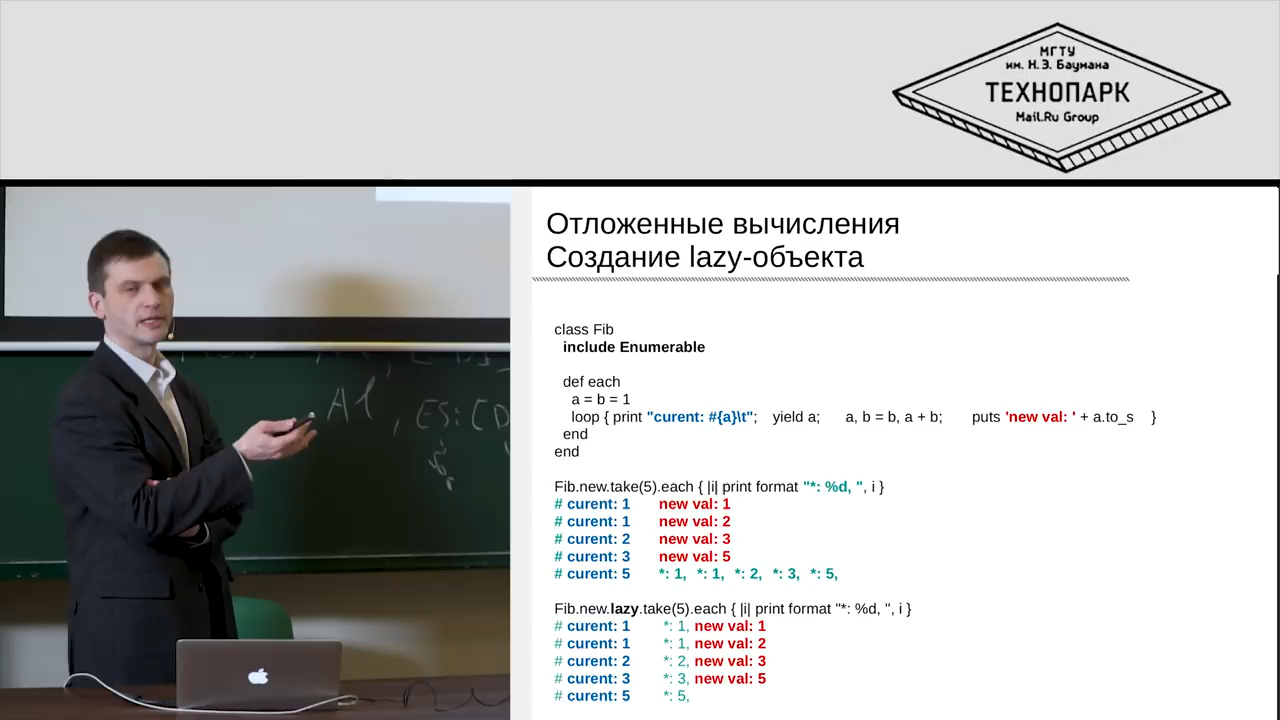 МГТУ
им. Н.Э. Баумана
ТЕХНОПАРК
Mail.Ru Group
Отложенные вычисления
Создание lazy-объекта
class Fib
include Enumerable
def each
a = b = 1
loop { print "curent: #{a}\t"; yield a; a, b = b, a + b; puts 'new val: ' + a.to_s }
end
end
Fib.new.take(5).each { |i| print format "*: %d, ", i }
# curent: 1 new val: 1
# curent: 1 new val: 2
# curent: 2 new val: 3
# curent: 3 new val: 5
# curent: 5 *: 1, *: 1, *: 2, *: 3, *: 5,
Fib.new.lazy.take(5).each { |i| print format "*: %d, ", i }
# curent: 1 *: 1, new val: 1
# curent: 1 *: 1, new val: 2
# curent: 2 *: 2, new val: 3
# curent: 3 *: 3, new val: 5
# curent: 5 *: 5,